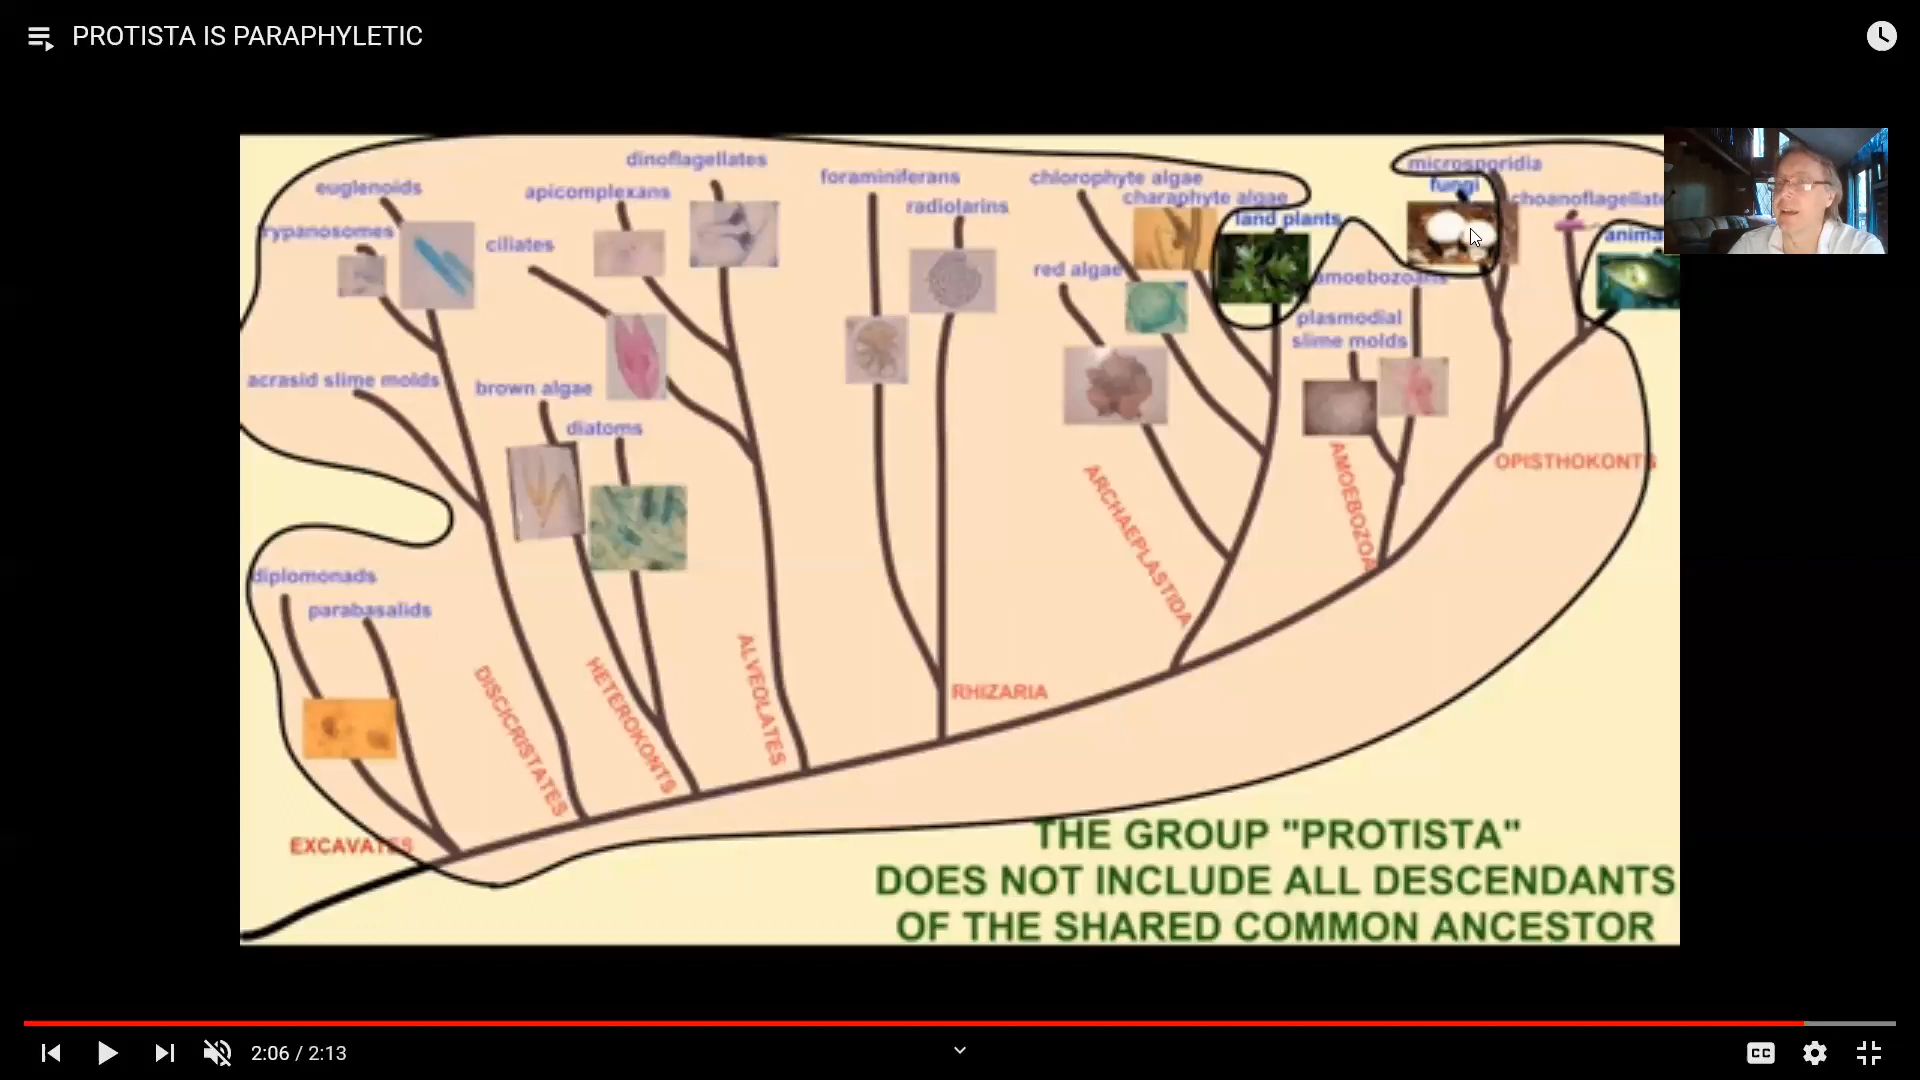 PROTISTA IS PARAPHYLETIC
dinoflagellates
euglenoids
apicomplexans
foraminiferans
radiolarins
chlorophyte algae
charaphyte algae
land plants
microsporidia
fungi
choanoflagellate
anima
rypanosomes
ciliates
red algae
amoebozoans
plasmodial
slime molds
acrasid slime molds
brown algae
diatoms
diplomonads
parabasalids
EXCAVATES
DISCICRISTATES
HETEROKONTS
ALVEOLATES
RHIZARIA
ARCHAEPLASTIDA
AMOEBOZOA
OPISTHOKONTS
THE GROUP "PROTISTA"
DOES NOT INCLUDE ALL DESCENDANTS
OF THE SHARED COMMON ANCESTOR
2:06 / 2:13
CC